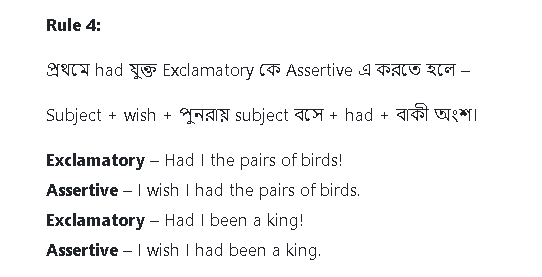 Rule 4:
প্রথমে had যুক্ত Exclamatory কে Assertive এ করতে হলে –
Subject + wish + পুনরায় subject বসে + had + বাকী অংশ।
Exclamatory – Had I the pairs of birds!
Assertive – I wish I had the pairs of birds.
Exclamatory – Had I been a king!
Assertive – I wish I had been a king.